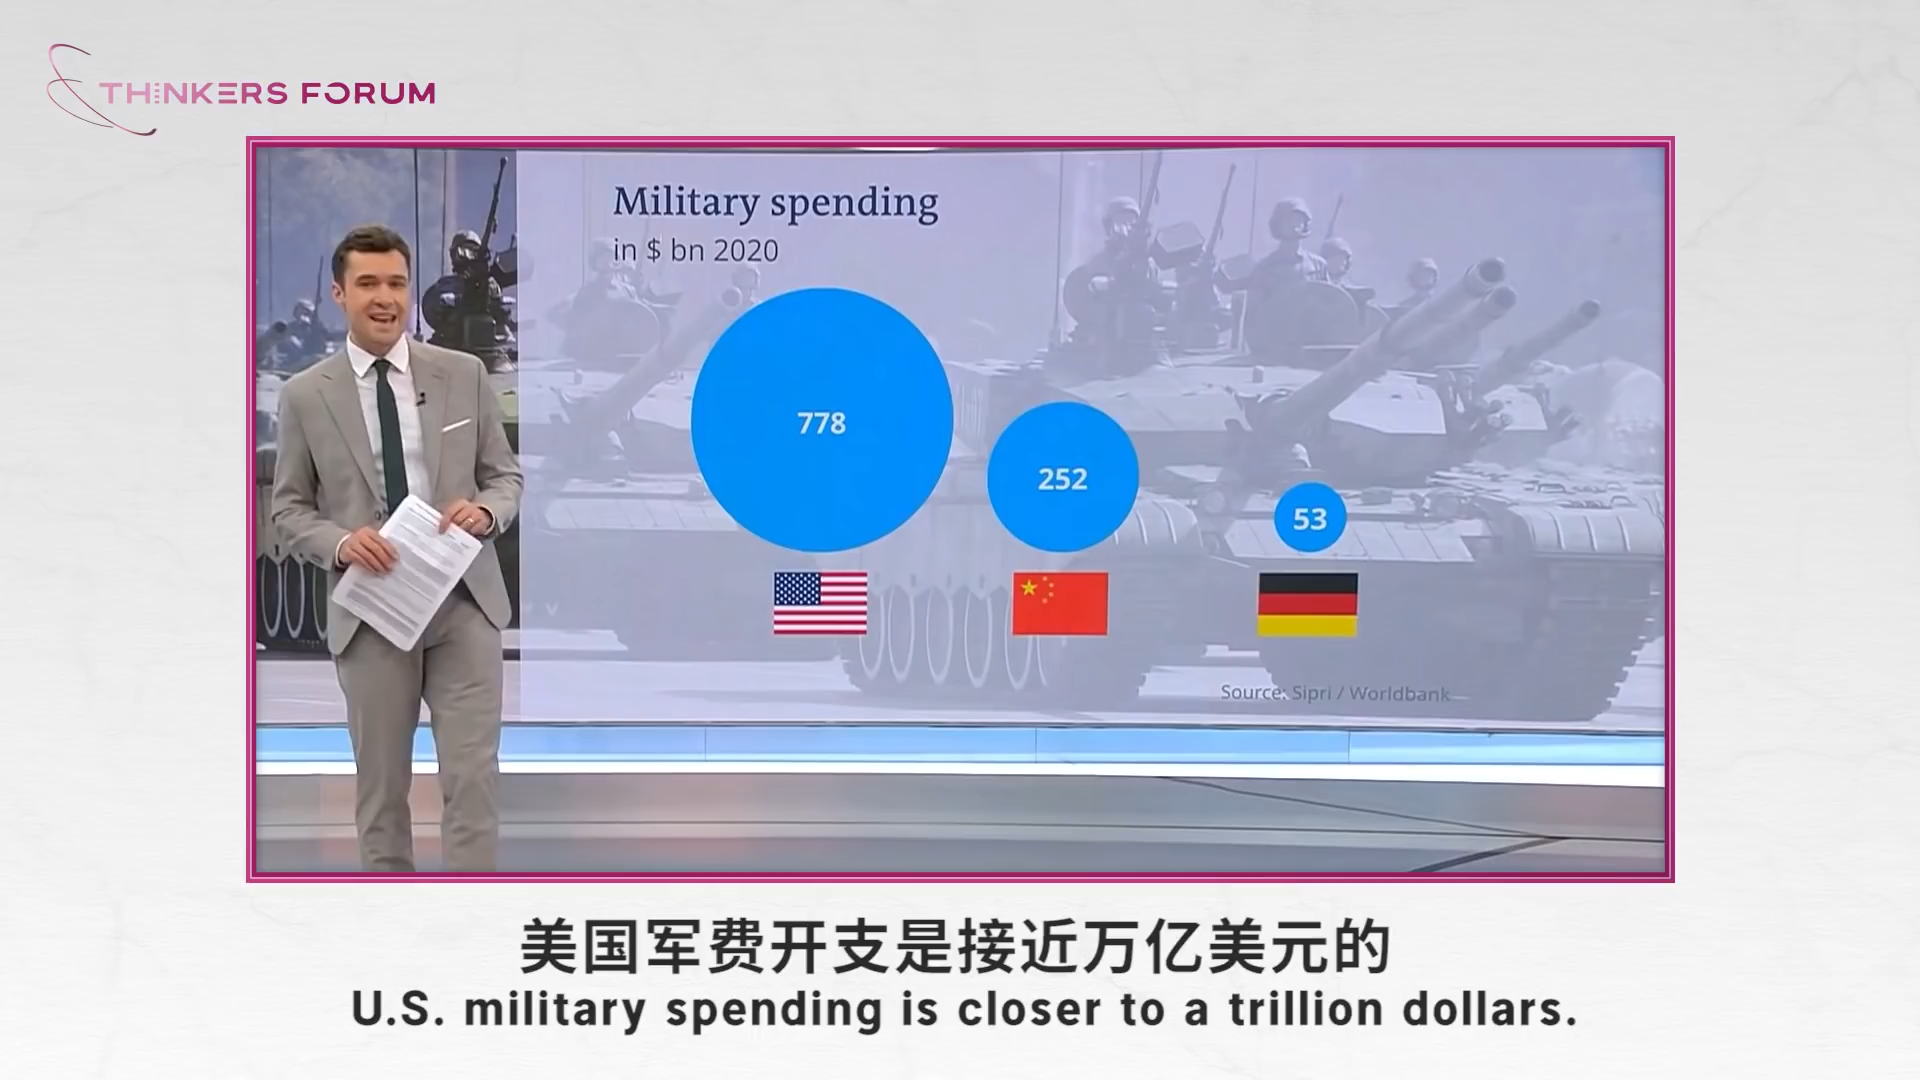 THINKERS FORUM
Military spending
in $ bn 2020
778
252
53
Source: Sipri / Worldbank
美国军费开支是接近万亿美元的
U.S. military spending is closer to a trillion dollars.